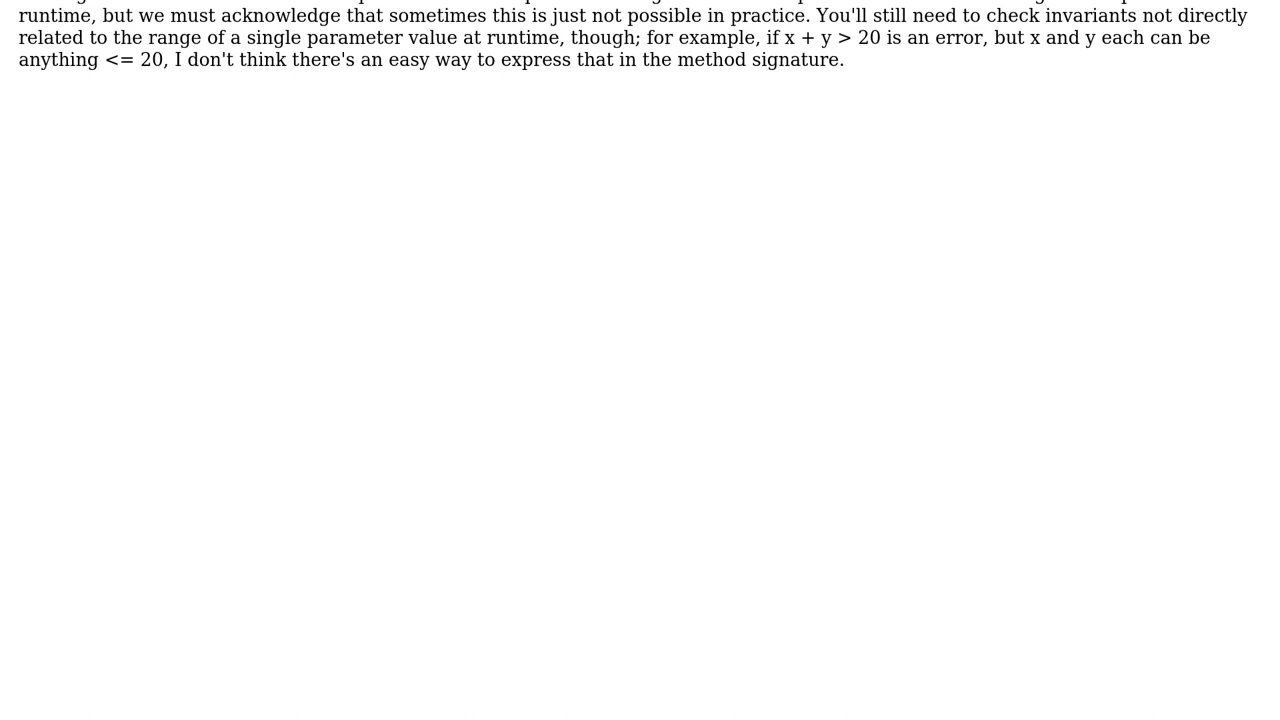 runtime, but we must acknowledge that sometimes this is just not possible in practice. You'll still need to check invariants not directly
related to the range of a single parameter value at runtime, though; for example, if x + y > 20 is an error, but x and y each can be
anything <= 20, I don't think there's an easy way to express that in the method signature.